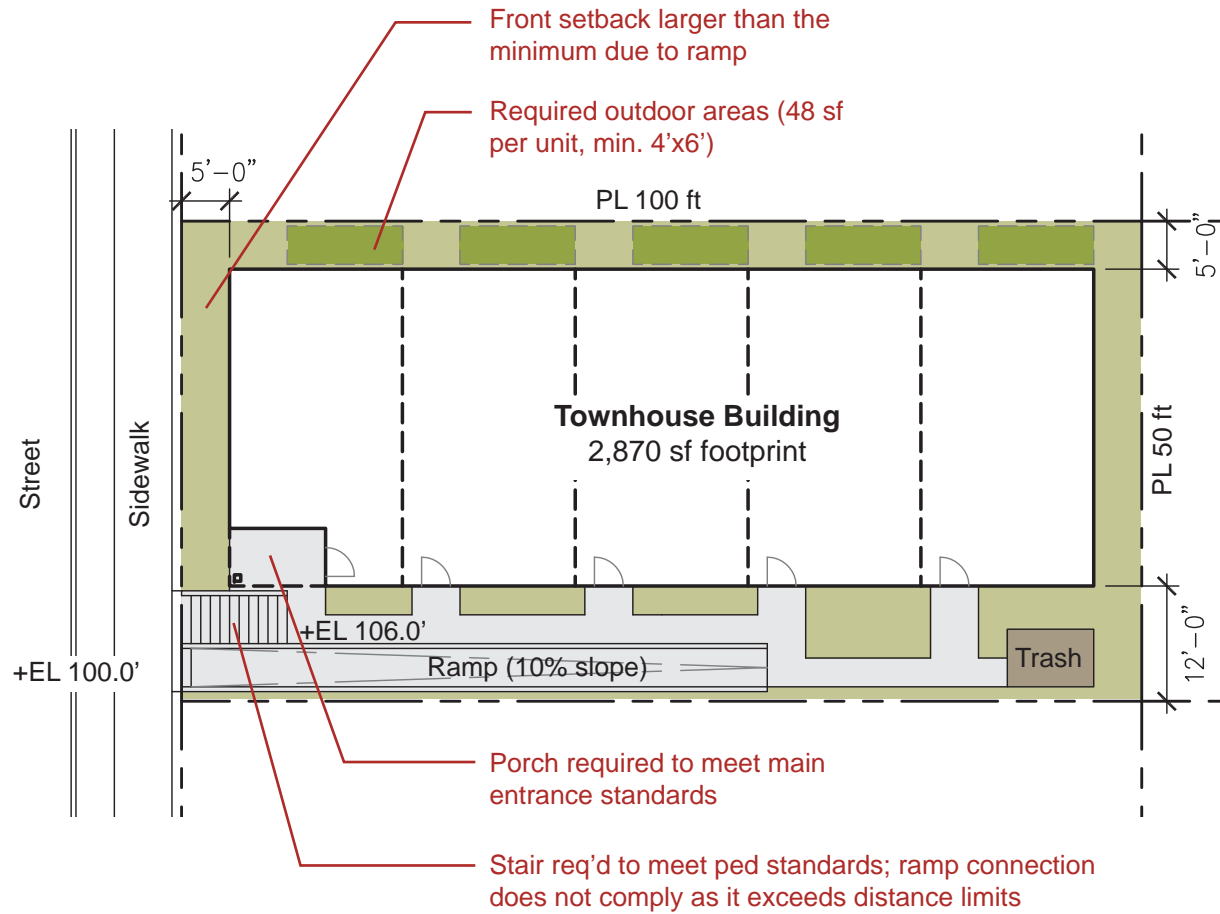 Front setback larger than the
minimum due to ramp
Required outdoor areas (48 sf
per unit, min. 4’x6’)
5’-0”
PL 100 ft
5’-0”
Townhouse Building
2,870 sf footprint
PL 50 ft
Street
Sidewalk
+EL 106.0’
+EL 100.0’
Ramp (10% slope)
Trash
12’-0”
Porch required to meet main
entrance standards
Stair req’d to meet ped standards; ramp connection
does not comply as it exceeds distance limits